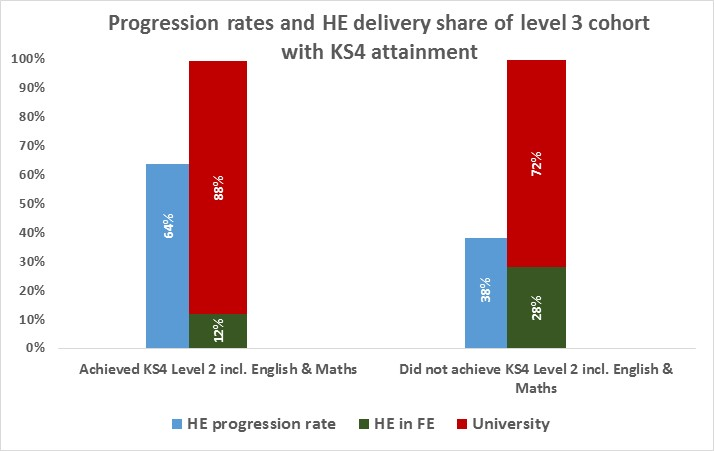 Progression rates and HE delivery share of level 3 cohort
with KS4 attainment
100%
90%
80%
70%
60%
50%
40%
30%
20%
10%
0%
64%
88%
12%
38%
72%
28%
Achieved KS4 Level 2 incl. English & Maths
Did not achieve KS4 Level 2 incl. English &
Maths
HE progression rate
HE in FE
University